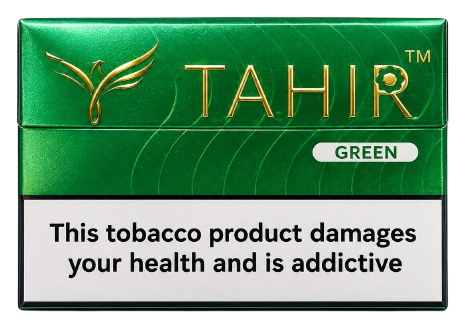 TAHIR™
GREEN
This tobacco product damages
your health and is addictive